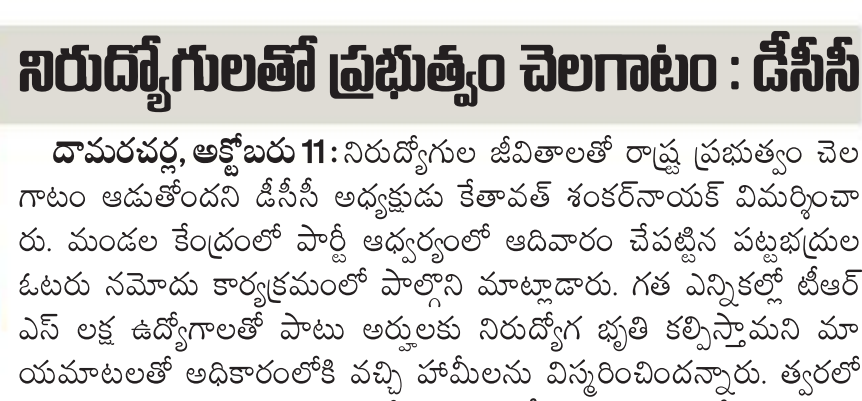 నిరుద్యోగులతో ప్రభుత్వం చెలగాటం : డీసీసీ
దామరచర్ల, అక్టోబరు 11: నిరుద్యోగుల జీవితాలతో రాష్ట్ర ప్రభుత్వం చెల
గాటం ఆడుతోందని డీసీసీ అధ్యక్షుడు కేతావత్ శంకర్‌నాయక్ విమర్శించా
రు. మండల కేంద్రంలో పార్టీ ఆధ్వర్యంలో ఆదివారం చేపట్టిన పట్టభద్రుల
ఓటరు నమోదు కార్యక్రమంలో పాల్గొని మాట్లాడారు. గత ఎన్నికల్లో టీఆర్
ఎస్ లక్ష ఉద్యోగాలతో పాటు అర్హులకు నిరుద్యోగ భృతి కల్పిస్తామని మా
యమాటలతో అధికారంలోకి వచ్చి హామీలను విస్మరించిందన్నారు. త్వరలో